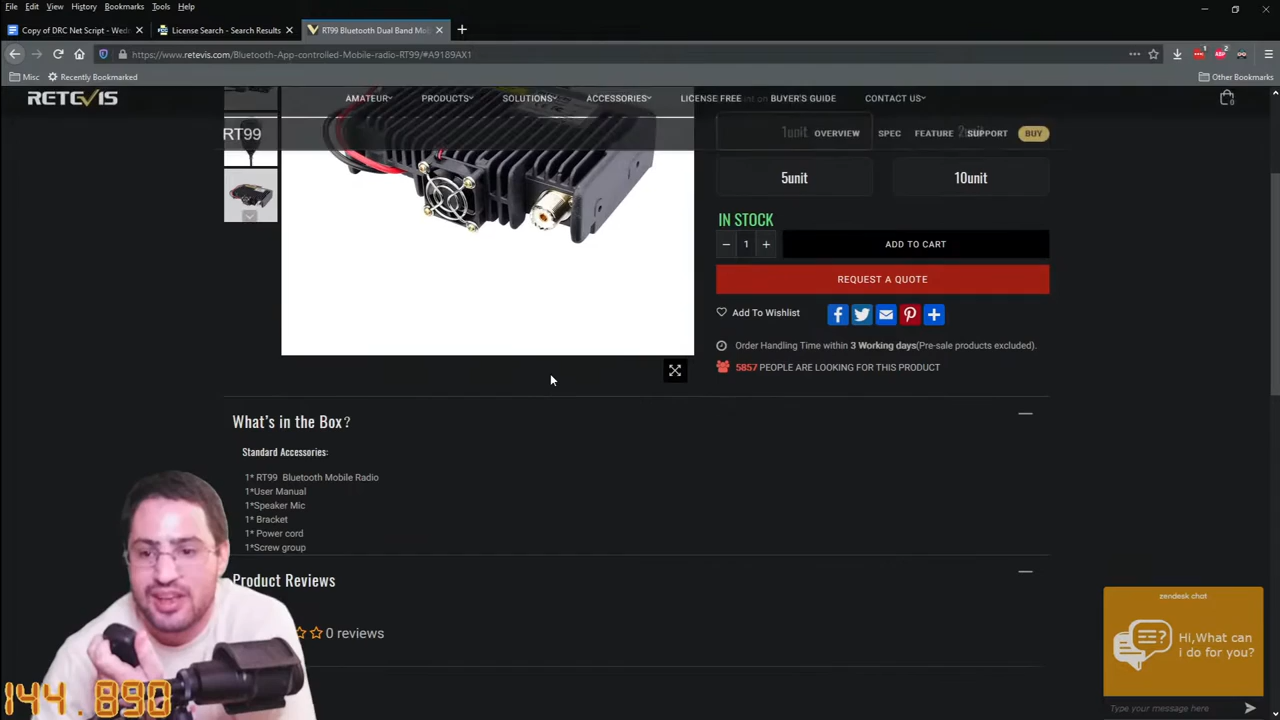 File Edit View History Bookmarks Tools Help
Copy of DRC Net Script - Wed
License Search - Search Results
RT99 Bluetooth Dual Band Mob
https://www.retevis.com/Bluetooth-App-controlled-Mobile-radio-RT99/#A9189AX1
Misc Recently Bookmarked Other Bookmarks
RETEVIS AMATEUR PRODUCTS SOLUTIONS ACCESSORIES LICENSE FREE BUYER'S GUIDE CONTACT US 0
RT99 OVERVIEW SPEC FEATURE SUPPORT BUY
1unit 2unit
5unit 10unit
IN STOCK
− 1 + ADD TO CART
REQUEST A QUOTE
Add To Wishlist
Order Handling Time within 3 Working days(Pre-sale products excluded).
5857 PEOPLE ARE LOOKING FOR THIS PRODUCT
What's in the Box?
Standard Accessories:
1* RT99 Bluetooth Mobile Radio
1*User Manual
1*Speaker Mic
1* Bracket
1* Power cord
1*Screw group
Product Reviews
0 reviews
zendesk chat
Hi,What can
i do for you?
Type your message here
144.890